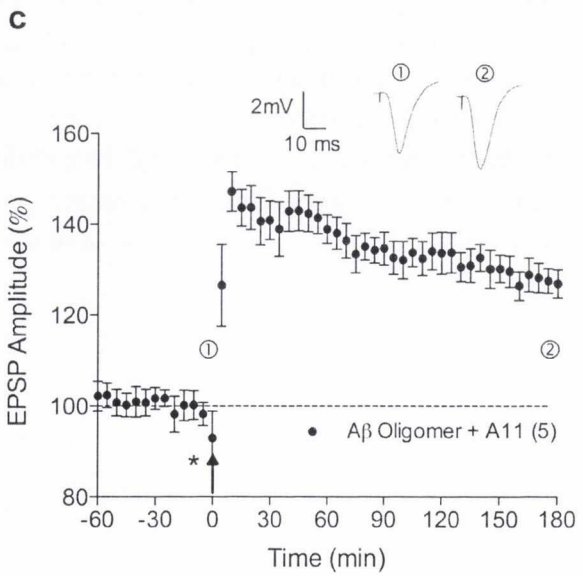 C
① ②
2mV
10 ms
160
140
120
100
80
EPSP Amplitude (%)
① ②
Aβ Oligomer + A11 (5)
*
-60 -30 0 30 60 90 120 150 180
Time (min)